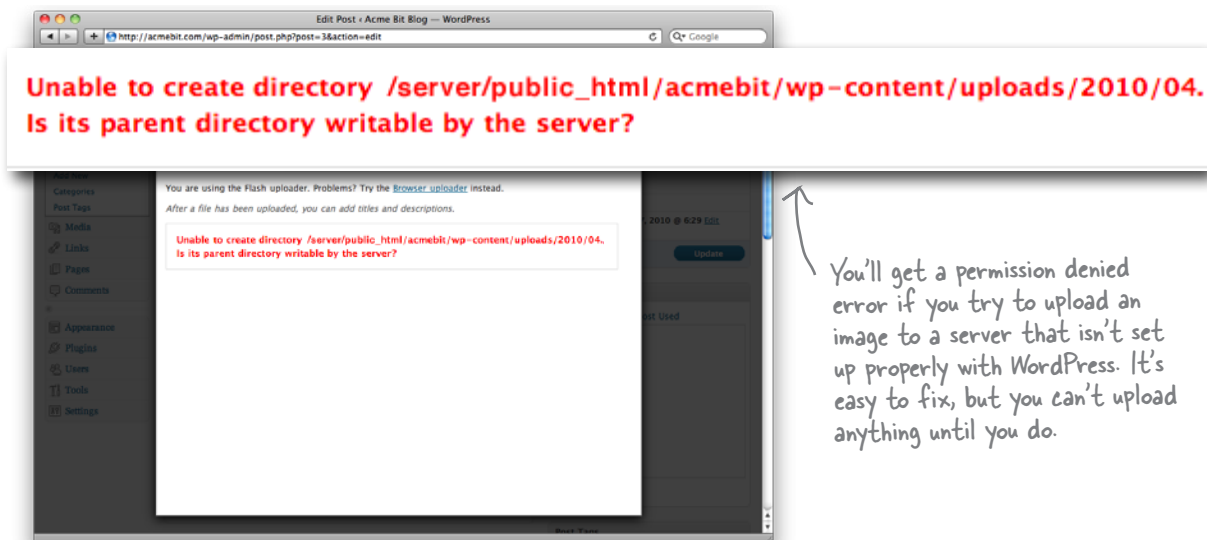 Edit Post ‹ Acme Bit Blog — WordPress
http://acmebit.com/wp-admin/post.php?post=3&action=edit
Google
Unable to create directory /server/public_html/acmebit/wp-content/uploads/2010/04.
Is its parent directory writable by the server?
Add New
Categories
Post Tags
Media
Links
Pages
Comments
Appearance
Plugins
Users
Tools
Settings
You are using the Flash uploader. Problems? Try the Browser uploader instead.
After a file has been uploaded, you can add titles and descriptions.
Unable to create directory /server/public_html/acmebit/wp-content/uploads/2010/04..
Is its parent directory writable by the server?
, 2010 @ 6:29 Edit
Update
ost Used
Post Tags
You'll get a permission denied
error if you try to upload an
image to a server that isn't set
up properly with WordPress. It's
easy to fix, but you can't upload
anything until you do.